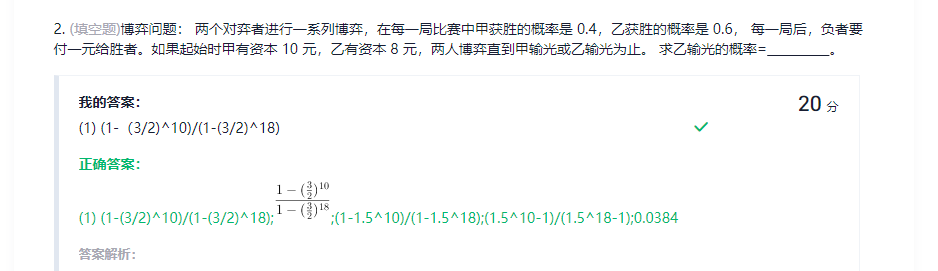 2. (填空题)博弈问题： 两个对弈者进行一系列博弈，在每一局比赛中甲获胜的概率是 0.4，乙获胜的概率是 0.6， 每一局后，负者要
付一元给胜者。如果起始时甲有资本 10 元，乙有资本 8 元，两人博弈直到甲输光或乙输光为止。 求乙输光的概率=_________。
我的答案：
20 分
(1) (1-（3/2)^10)/(1-(3/2)^18)
正确答案：
(1) (1-(3/2)^10)/(1-(3/2)^18);\frac{1-(\frac{3}{2})^{10}}{1-(\frac{3}{2})^{18}};(1-1.5^10)/(1-1.5^18);(1.5^10-1)/(1.5^18-1);0.0384
答案解析：